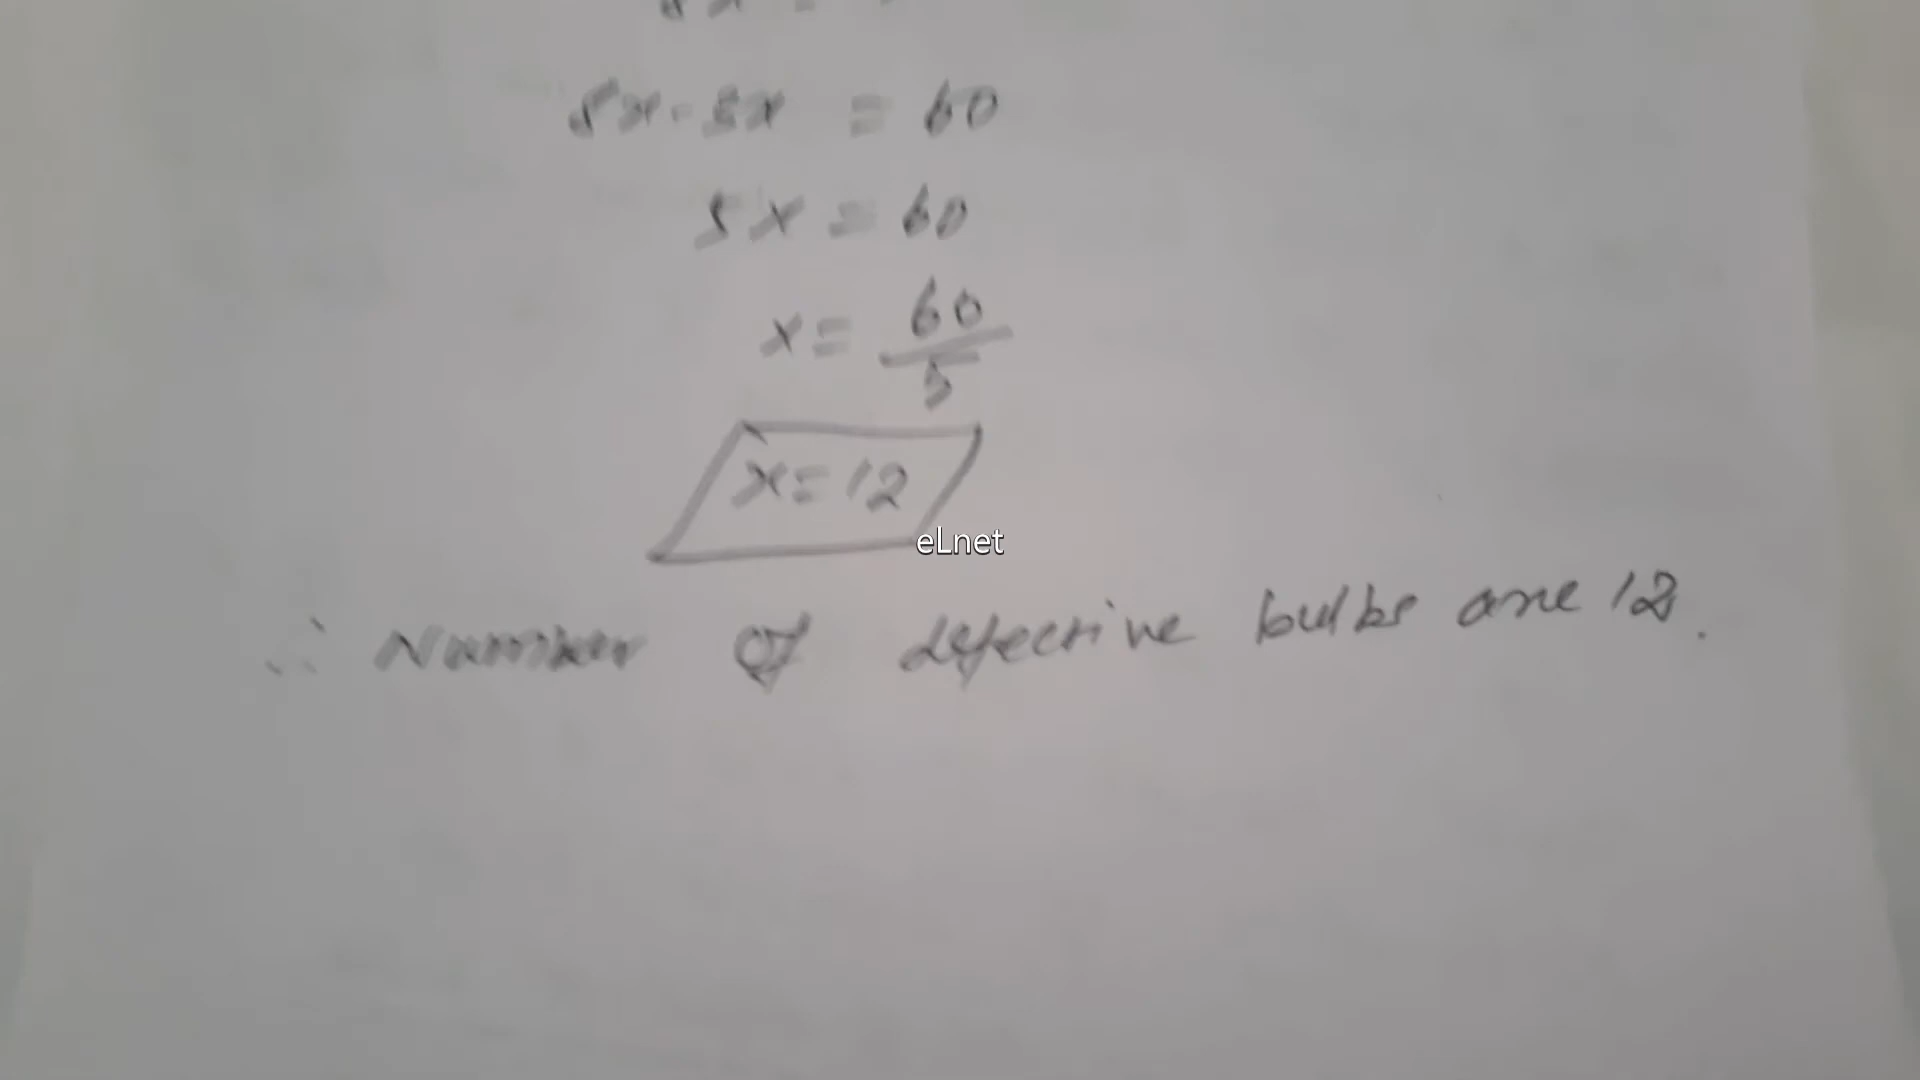 8x - 3x = 60
5x = 60
x = 60/5
x = 12
eLnet
∴ Number of defective bulbs are 12.